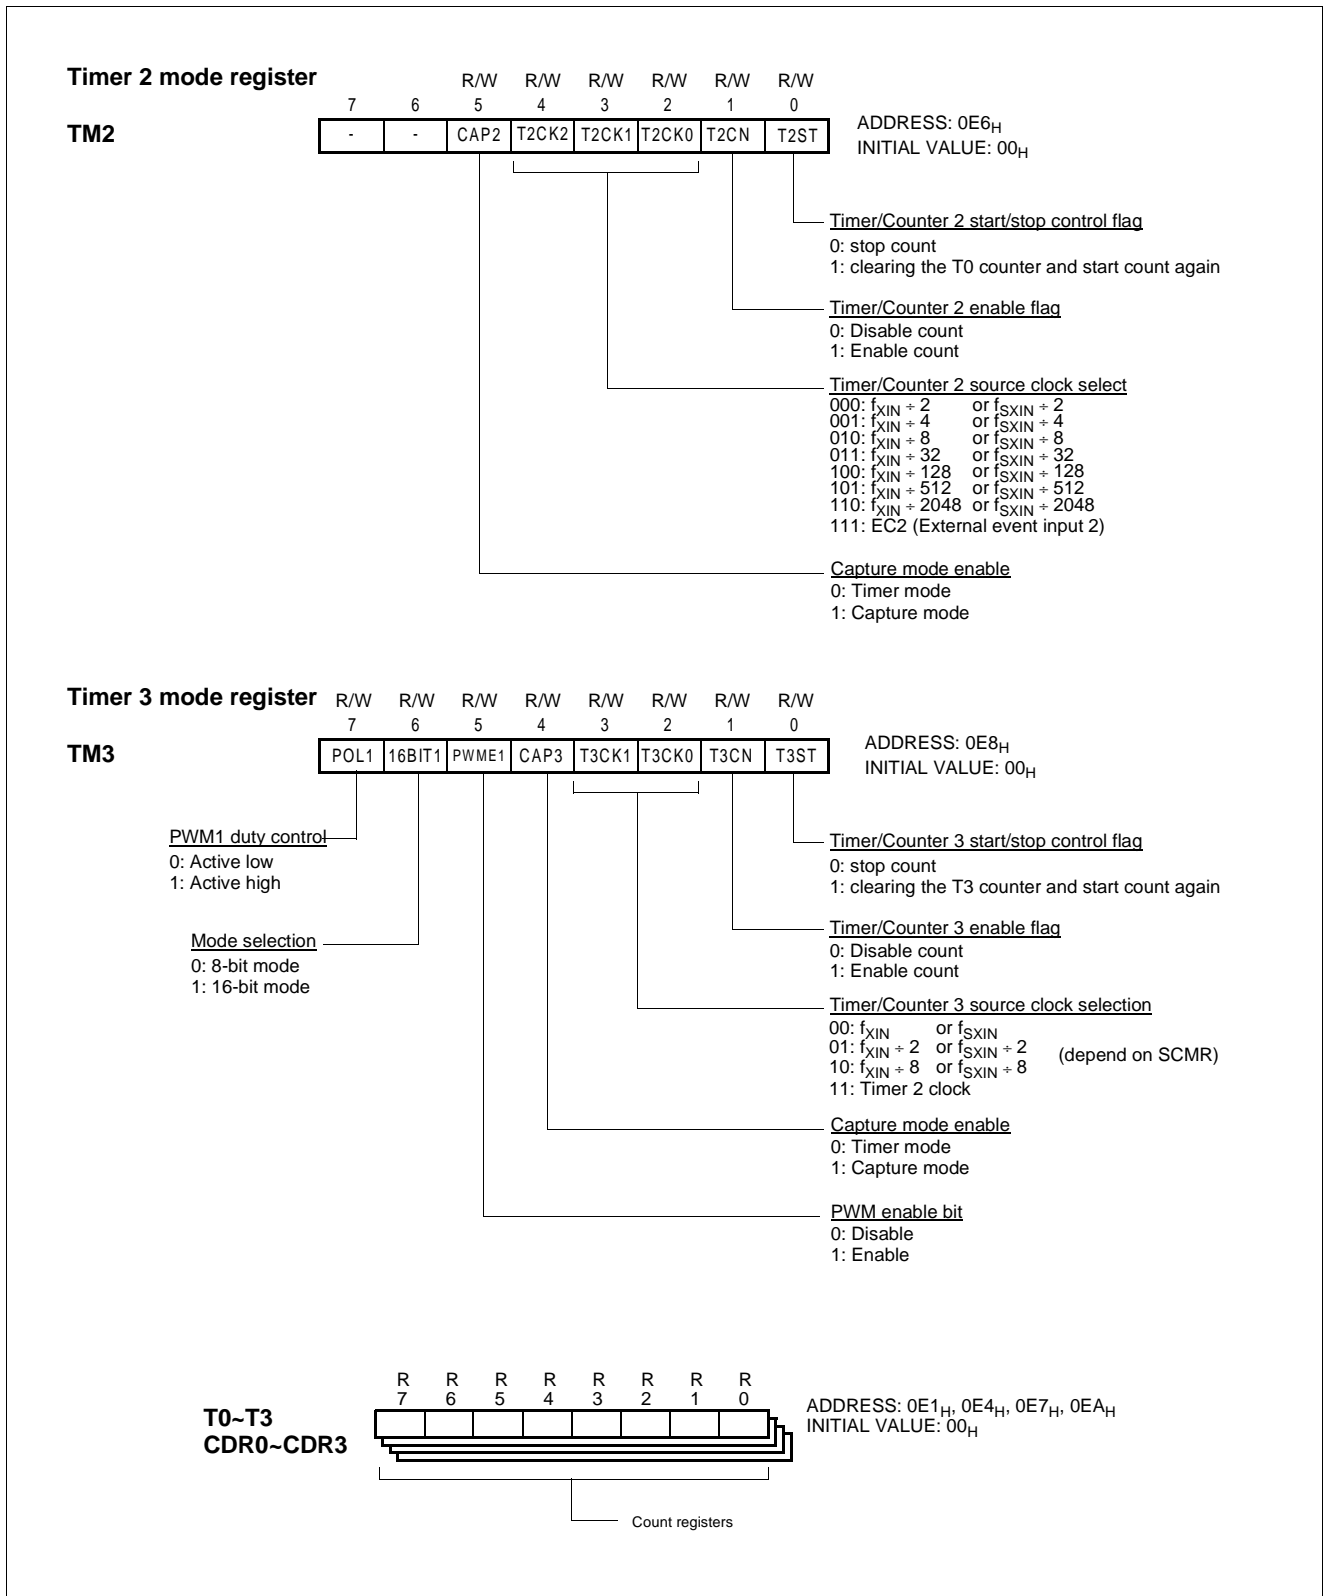 Timer 2 mode register
R/W R/W R/W R/W R/W R/W
7 6 5 4 3 2 1 0
TM2
- - CAP2 T2CK2 T2CK1 T2CK0 T2CN T2ST
ADDRESS: 0E6H
INITIAL VALUE: 00H
Timer/Counter 2 start/stop control flag
0: stop count
1: clearing the T0 counter and start count again
Timer/Counter 2 enable flag
0: Disable count
1: Enable count
Timer/Counter 2 source clock select
000: fXIN ÷ 2 or fSXIN ÷ 2
001: fXIN ÷ 4 or fSXIN ÷ 4
010: fXIN ÷ 8 or fSXIN ÷ 8
011: fXIN ÷ 32 or fSXIN ÷ 32
100: fXIN ÷ 128 or fSXIN ÷ 128
101: fXIN ÷ 512 or fSXIN ÷ 512
110: fXIN ÷ 2048 or fSXIN ÷ 2048
111: EC2 (External event input 2)
Capture mode enable
0: Timer mode
1: Capture mode
Timer 3 mode register
R/W R/W R/W R/W R/W R/W R/W R/W
7 6 5 4 3 2 1 0
TM3
POL1 16BIT1 PWME1 CAP3 T3CK1 T3CK0 T3CN T3ST
ADDRESS: 0E8H
INITIAL VALUE: 00H
PWM1 duty control
0: Active low
1: Active high
Mode selection
0: 8-bit mode
1: 16-bit mode
Timer/Counter 3 start/stop control flag
0: stop count
1: clearing the T3 counter and start count again
Timer/Counter 3 enable flag
0: Disable count
1: Enable count
Timer/Counter 3 source clock selection
00: fXIN or fSXIN
01: fXIN ÷ 2 or fSXIN ÷ 2
10: fXIN ÷ 8 or fSXIN ÷ 8
(depend on SCMR)
11: Timer 2 clock
Capture mode enable
0: Timer mode
1: Capture mode
PWM enable bit
0: Disable
1: Enable
R R R R R R R R
7 6 5 4 3 2 1 0
T0~T3
CDR0~CDR3
ADDRESS: 0E1H, 0E4H, 0E7H, 0EAH
INITIAL VALUE: 00H
Count registers